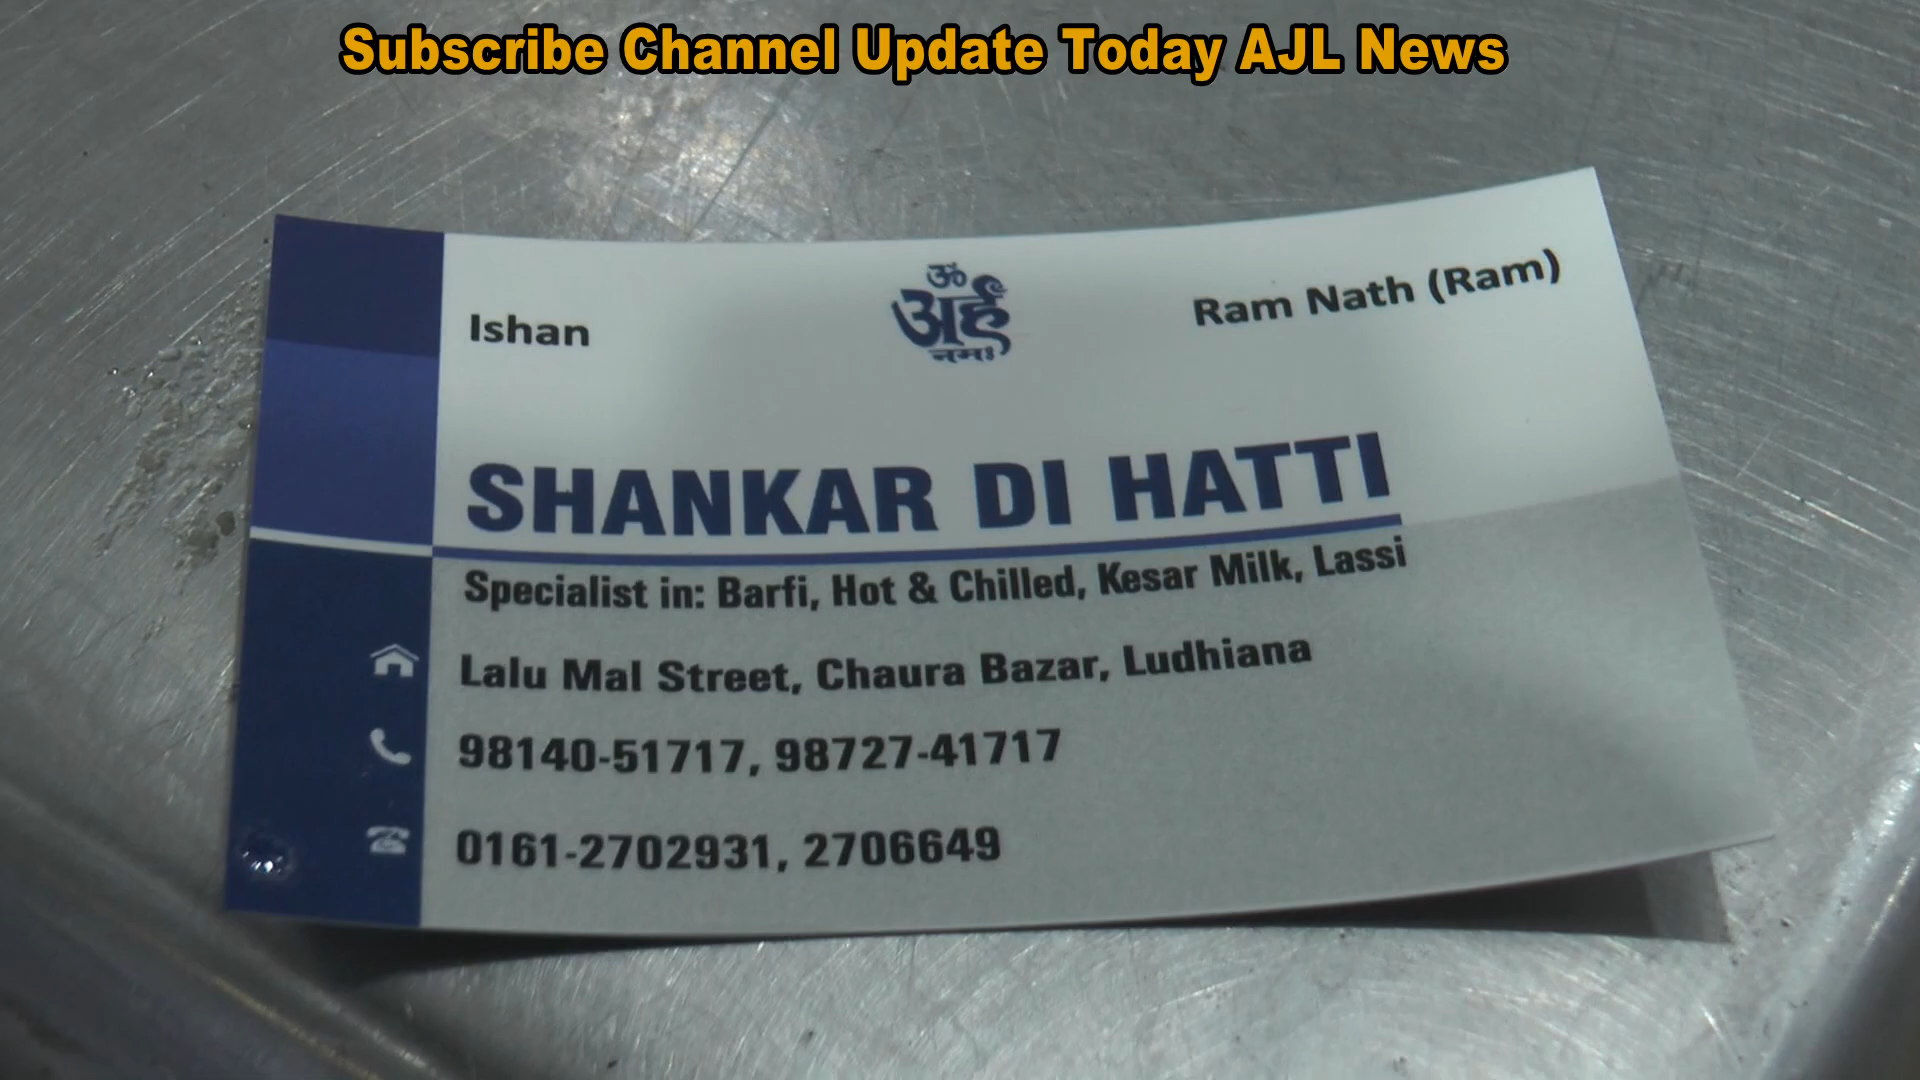 Subscribe Channel Update Today AJL News
Ishan
ॐ
अर्हं
नमः
Ram Nath (Ram)
SHANKAR DI HATTI
Specialist in: Barfi, Hot & Chilled, Kesar Milk, Lassi
Lalu Mal Street, Chaura Bazar, Ludhiana
98140-51717, 98727-41717
0161-2702931, 2706649